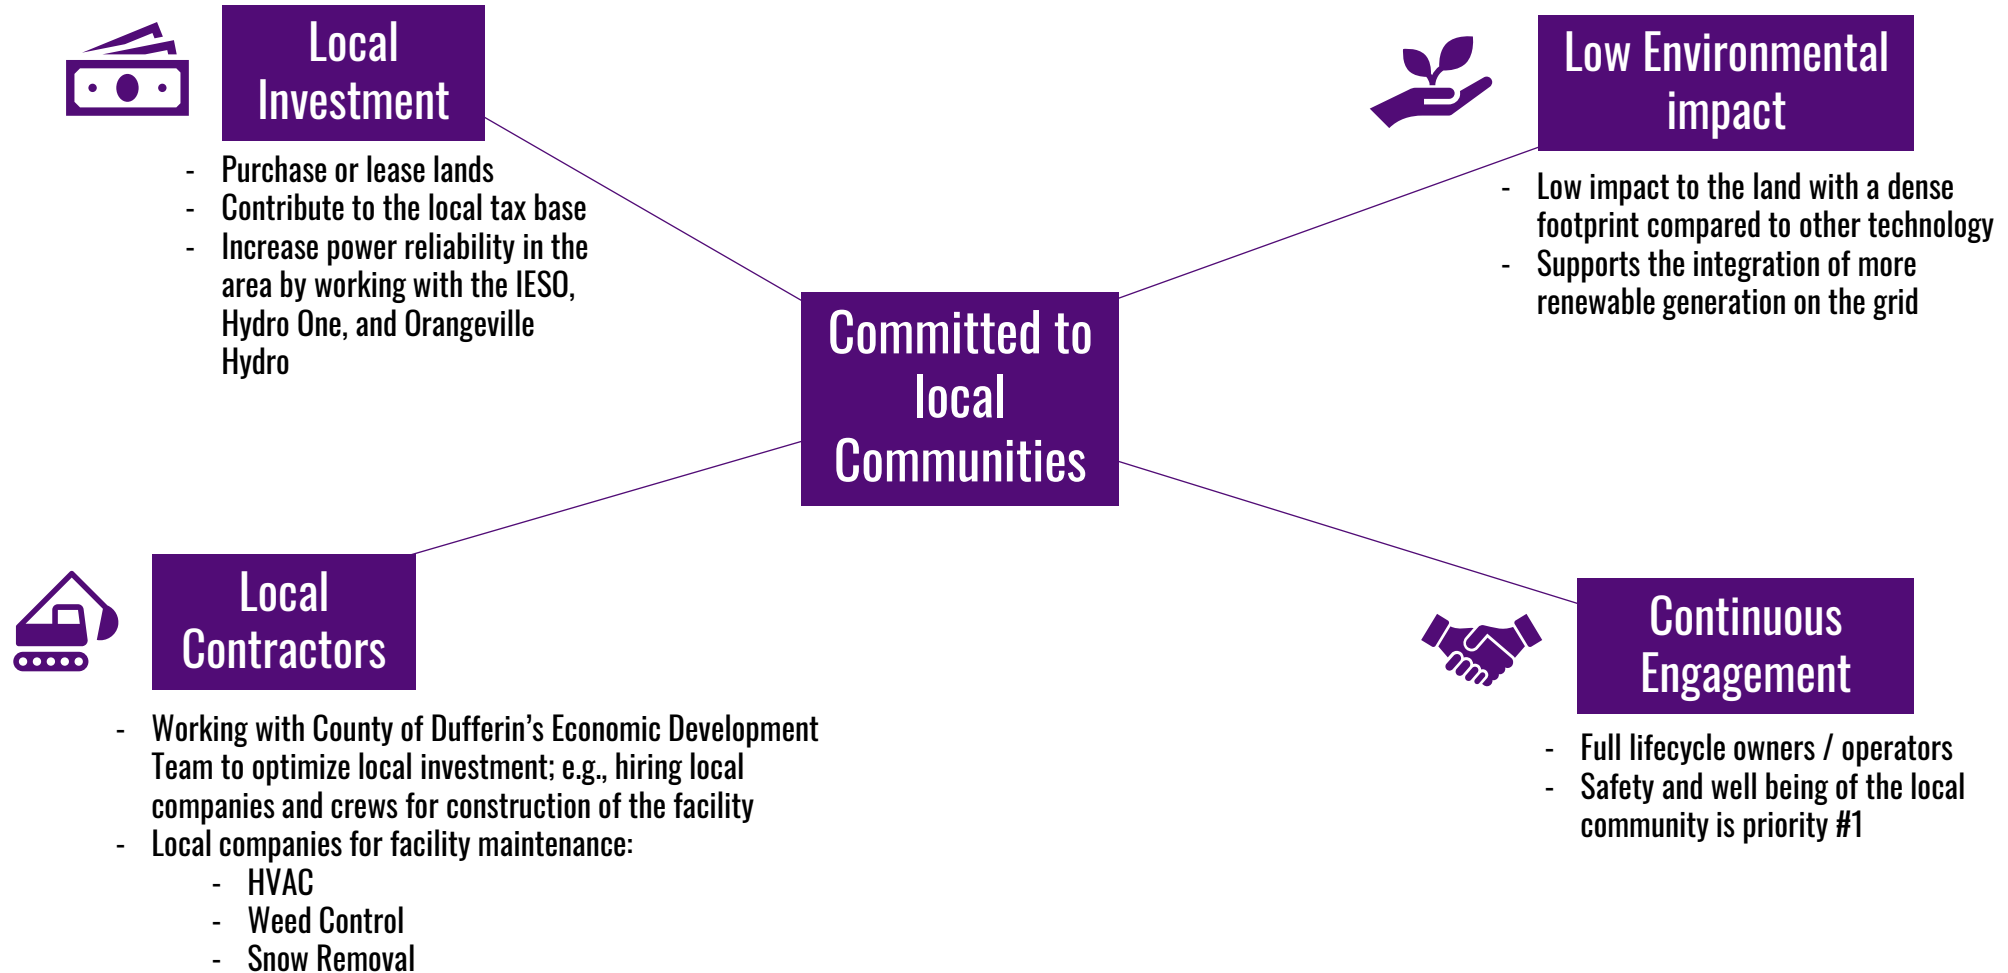 Local
Investment
- Purchase or lease lands
- Contribute to the local tax base
- Increase power reliability in the
area by working with the IESO,
Hydro One, and Orangeville
Hydro
Low Environmental
impact
- Low impact to the land with a dense
footprint compared to other technology
- Supports the integration of more
renewable generation on the grid
Committed to
local
Communities
Local
Contractors
- Working with County of Dufferin’s Economic Development
Team to optimize local investment; e.g., hiring local
companies and crews for construction of the facility
- Local companies for facility maintenance:
- HVAC
- Weed Control
- Snow Removal
Continuous
Engagement
- Full lifecycle owners / operators
- Safety and well being of the local
community is priority #1